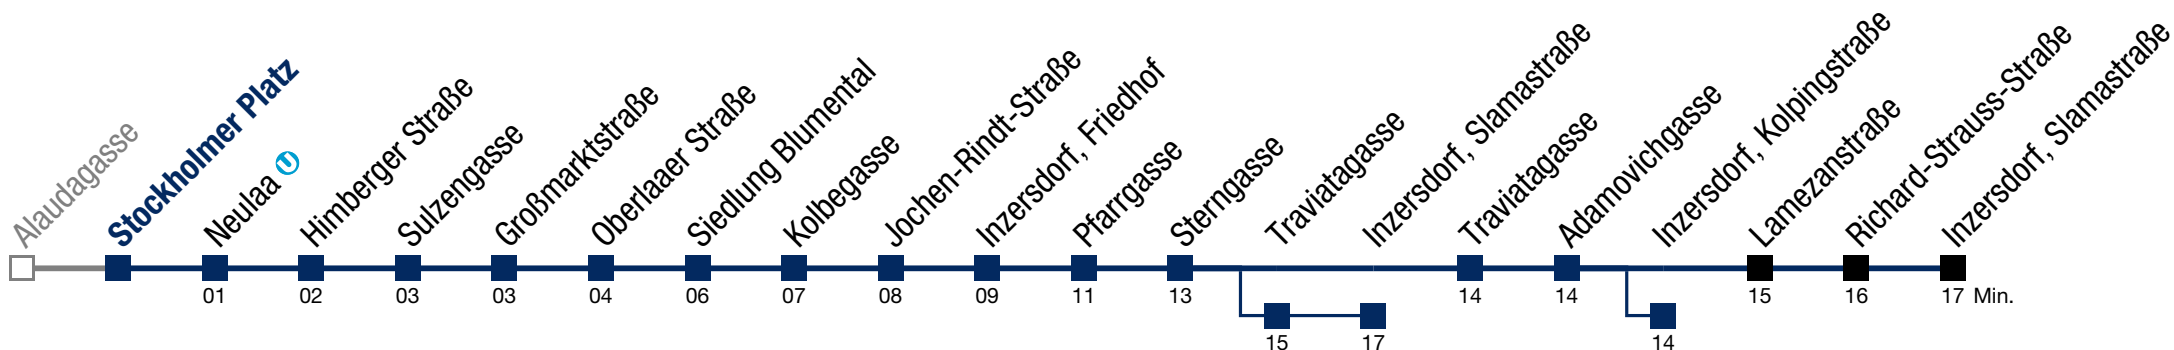 Alaudagasse
Stockholmer Platz
Neulaa U
Himberger Straße
Sulzengasse
Großmarktstraße
Oberlaaer Straße
Siedlung Blumental
Kolbegasse
Jochen-Rindt-Straße
Inzersdorf, Friedhof
Pfarrgasse
Sterngasse
Traviatagasse
Inzersdorf, Slamastraße
Traviatagasse
Adamovichgasse
Inzersdorf, Kolpingstraße
Lamezanstraße
Richard-Strauss-Straße
Inzersdorf, Slamastraße
01 02 03 03 04 06 07 08 09 11 13 14 14 15 16 17 Min.
15 17 14